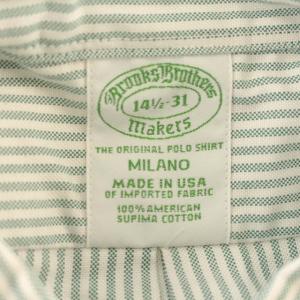 Brooks Brothers
14½-31
Makers
THE ORIGINAL POLO SHIRT
MILANO
MADE IN USA
OF IMPORTED FABRIC
100% AMERICAN
SUPIMA COTTON